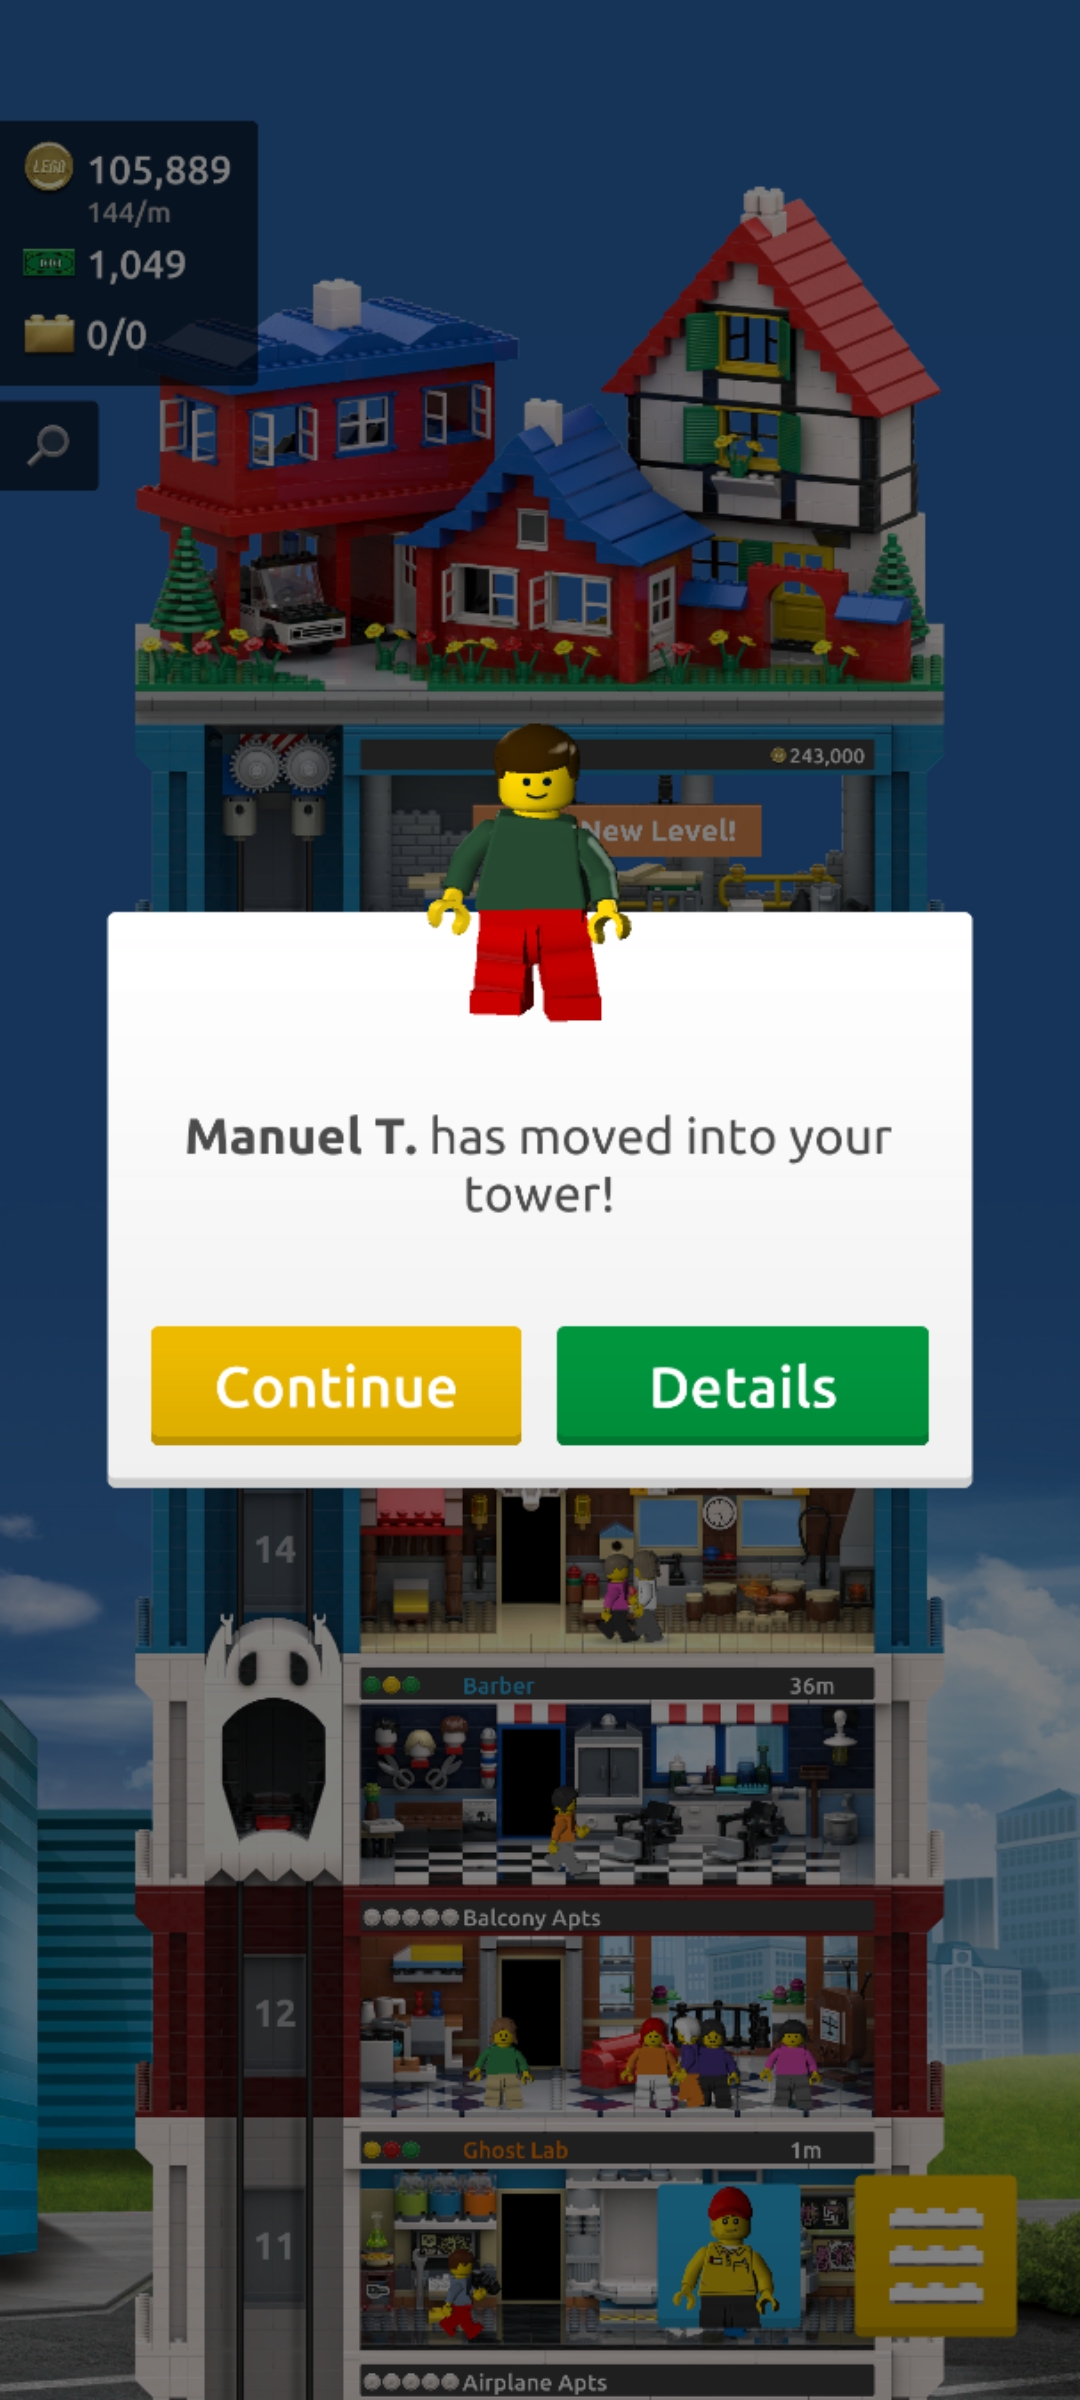 LEGO
105,889
144/m
1,049
0/0
243,000
New Level!
Manuel T. has moved into your
tower!
Continue
Details
14
Barber
36m
Balcony Apts
12
Ghost Lab
1m
11
Airplane Apts